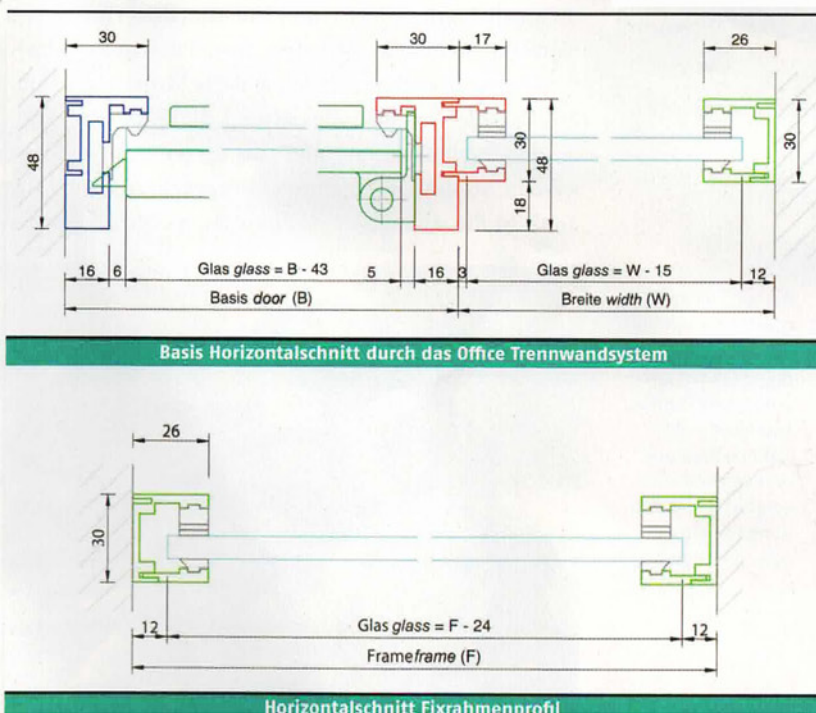 30
30
17
26
48
30
48
18
30
16
6
Glas glass = B - 43
5
16
3
Glas glass = W - 15
12
Basis door (B)
Breite width (W)
Basis Horizontalschnitt durch das Office Trennwandsystem
26
30
12
Glas glass = F - 24
12
Frameframe (F)
Horizontalschnitt Fixrahmenprofil